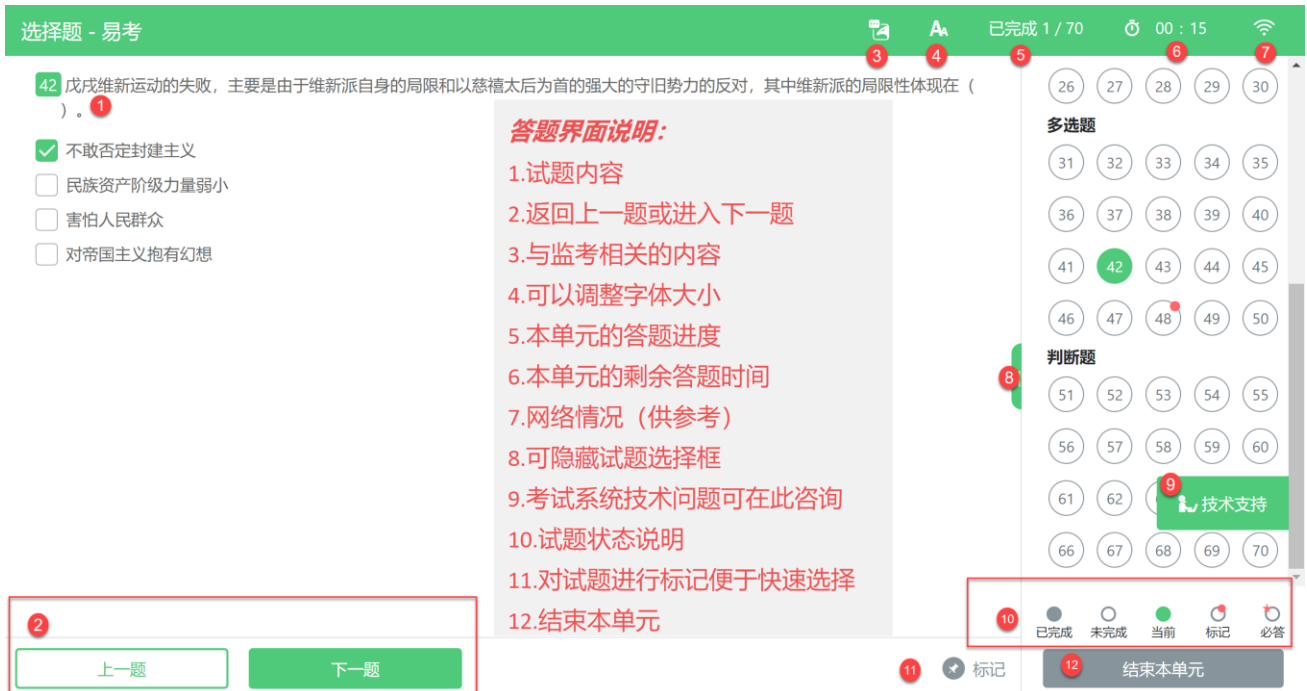 选择题 - 易考
已完成 1 / 70
00 : 15
3
4
5
6
7
42 戊戌维新运动的失败，主要是由于维新派自身的局限和以慈禧太后为首的强大的守旧势力的反对，其中维新派的局限性体现在（
）。
1
不敢否定封建主义
民族资产阶级力量弱小
害怕人民群众
对帝国主义抱有幻想
答题界面说明：
1.试题内容
2.返回上一题或进入下一题
3.与监考相关的内容
4.可以调整字体大小
5.本单元的答题进度
6.本单元的剩余答题时间
7.网络情况（供参考）
8.可隐藏试题选择框
9.考试系统技术问题可在此咨询
10.试题状态说明
11.对试题进行标记便于快速选择
12.结束本单元
26 27 28 29 30
多选题
31 32 33 34 35
36 37 38 39 40
41 42 43 44 45
46 47 48 49 50
判断题
8
51 52 53 54 55
56 57 58 59 60
61 62
9
技术支持
66 67 68 69 70
10
已完成 未完成 当前 标记 必答
2
上一题
下一题
11
标记
12
结束本单元